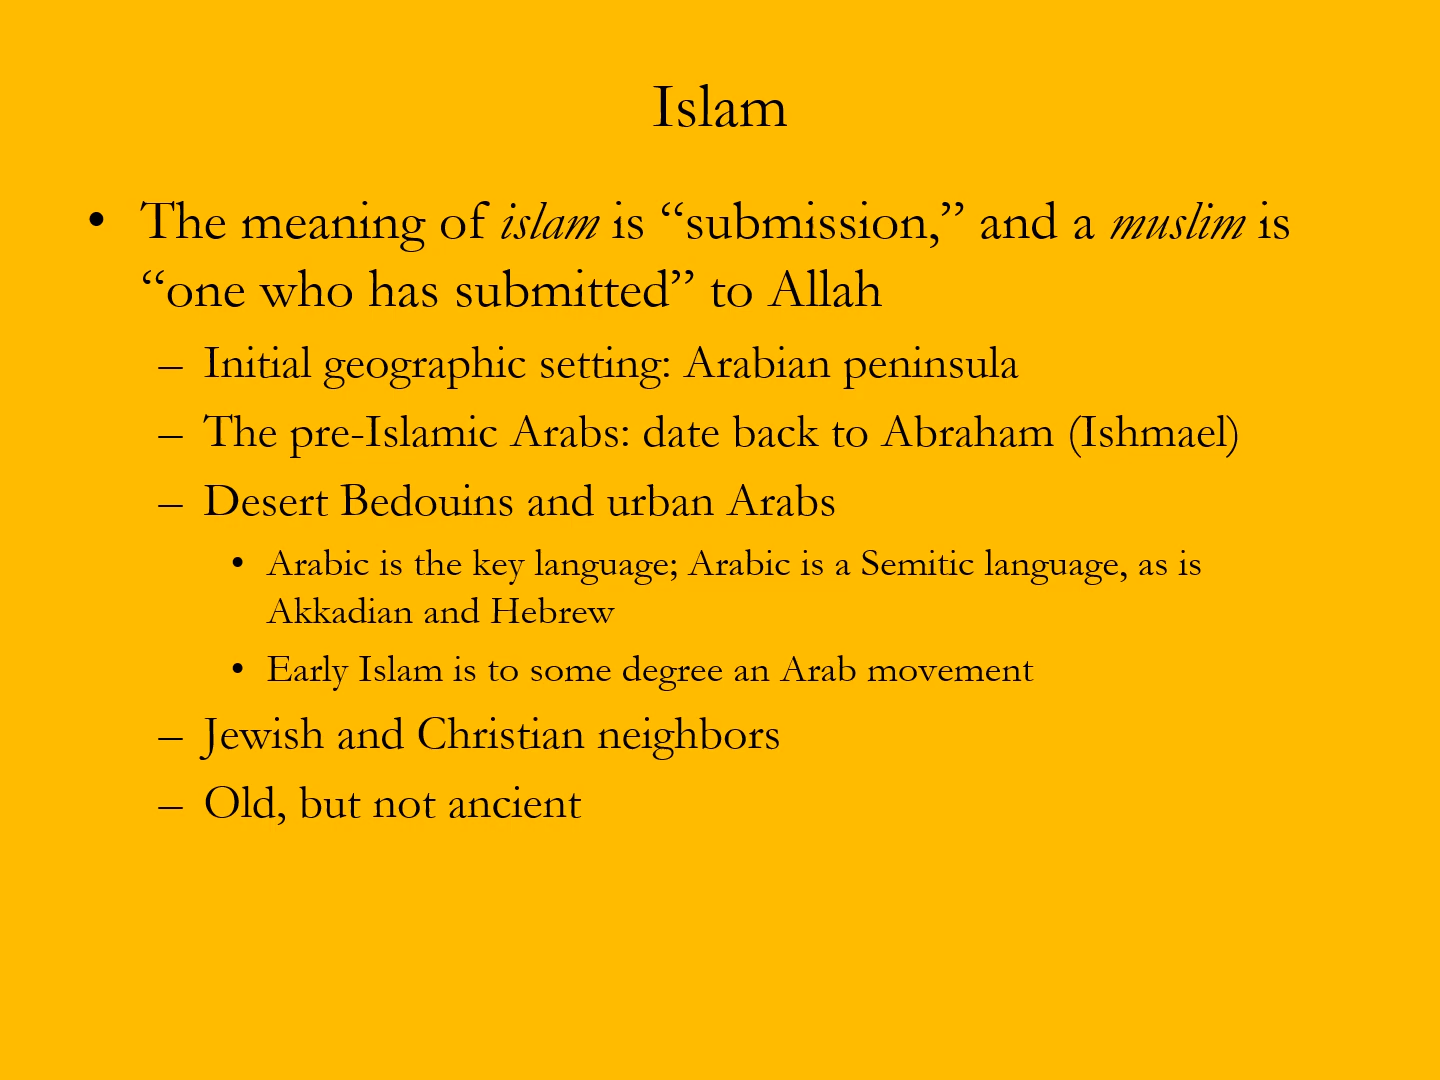 Islam
• The meaning of islam is “submission,” and a muslim is
“one who has submitted” to Allah
– Initial geographic setting: Arabian peninsula
– The pre-Islamic Arabs: date back to Abraham (Ishmael)
– Desert Bedouins and urban Arabs
• Arabic is the key language; Arabic is a Semitic language, as is
Akkadian and Hebrew
• Early Islam is to some degree an Arab movement
– Jewish and Christian neighbors
– Old, but not ancient